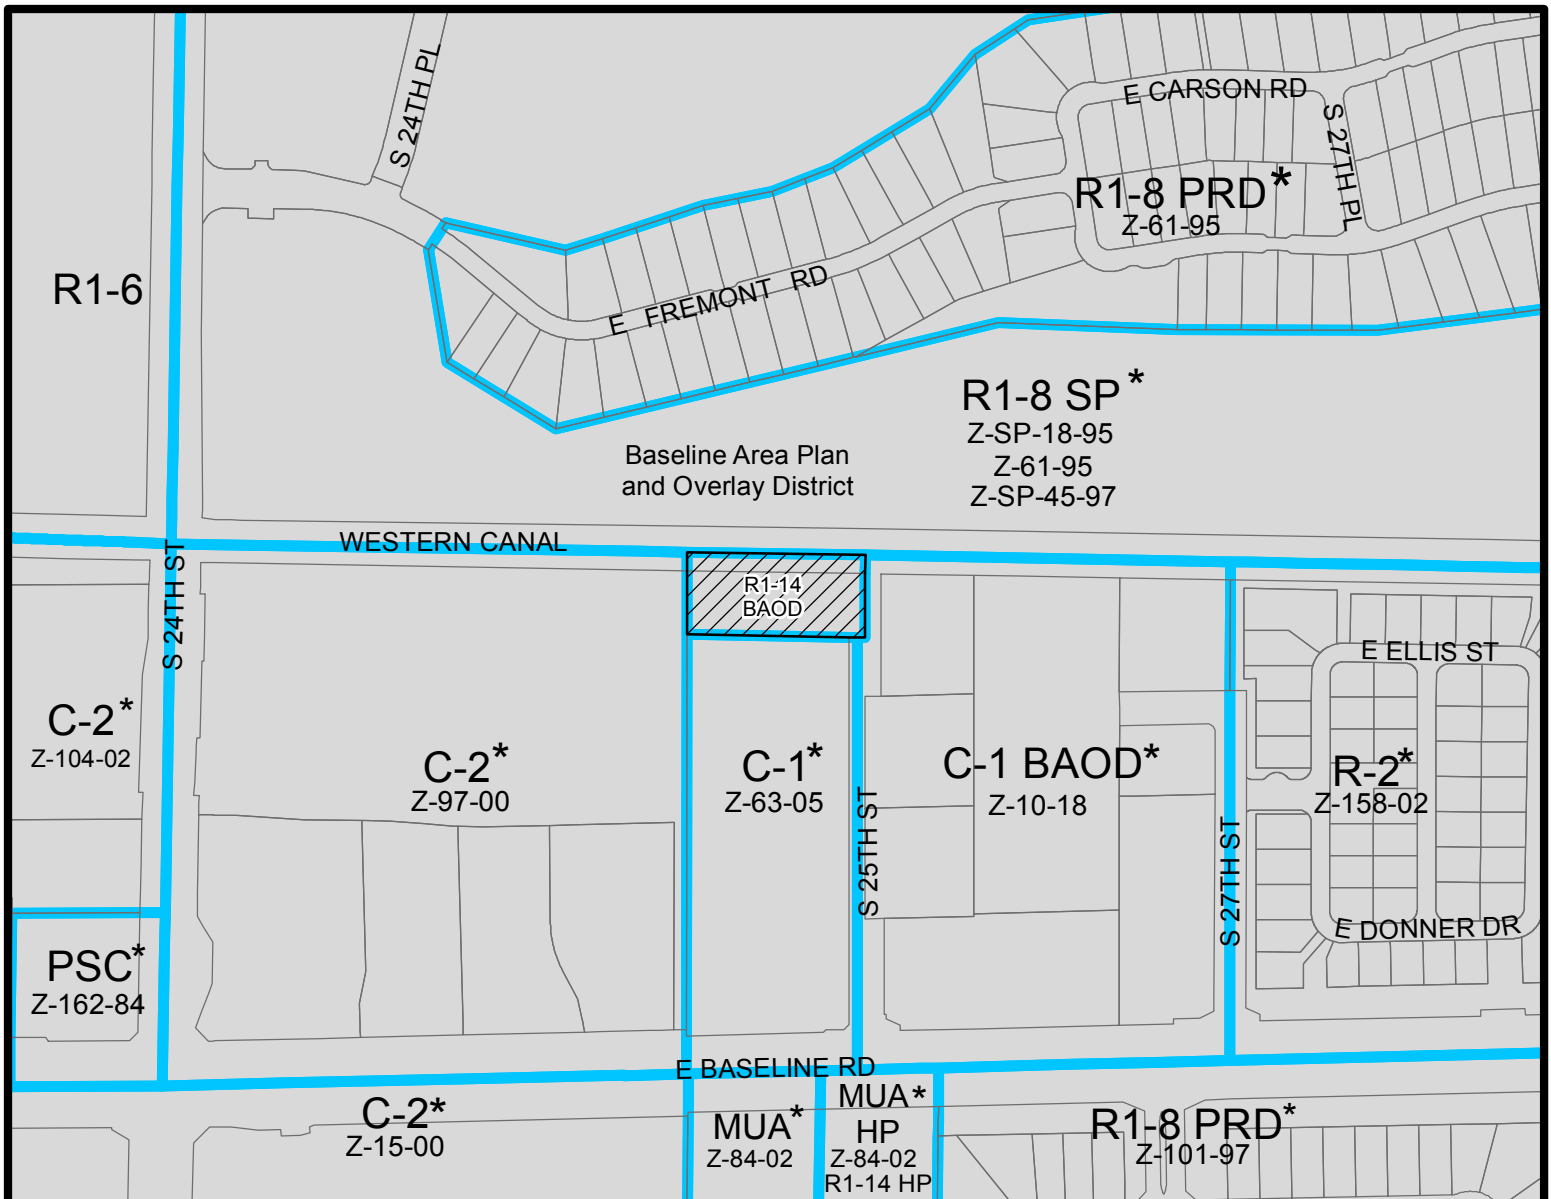 S 24TH PL
E CARSON RD
S 27TH PL
R1-8 PRD*
Z-61-95
R1-6
E FREMONT RD
R1-8 SP*
Z-SP-18-95
Z-61-95
Z-SP-45-97
Baseline Area Plan
and Overlay District
WESTERN CANAL
S 24TH ST
R1-14
BAOD
E ELLIS ST
C-2*
Z-104-02
C-2*
Z-97-00
C-1*
Z-63-05
S 25TH ST
C-1 BAOD*
Z-10-18
S 27TH ST
R-2*
Z-158-02
E DONNER DR
PSC*
Z-162-84
E BASELINE RD
C-2*
Z-15-00
MUA*
Z-84-02
MUA*
HP
Z-84-02
R1-14 HP
R1-8 PRD*
Z-101-97